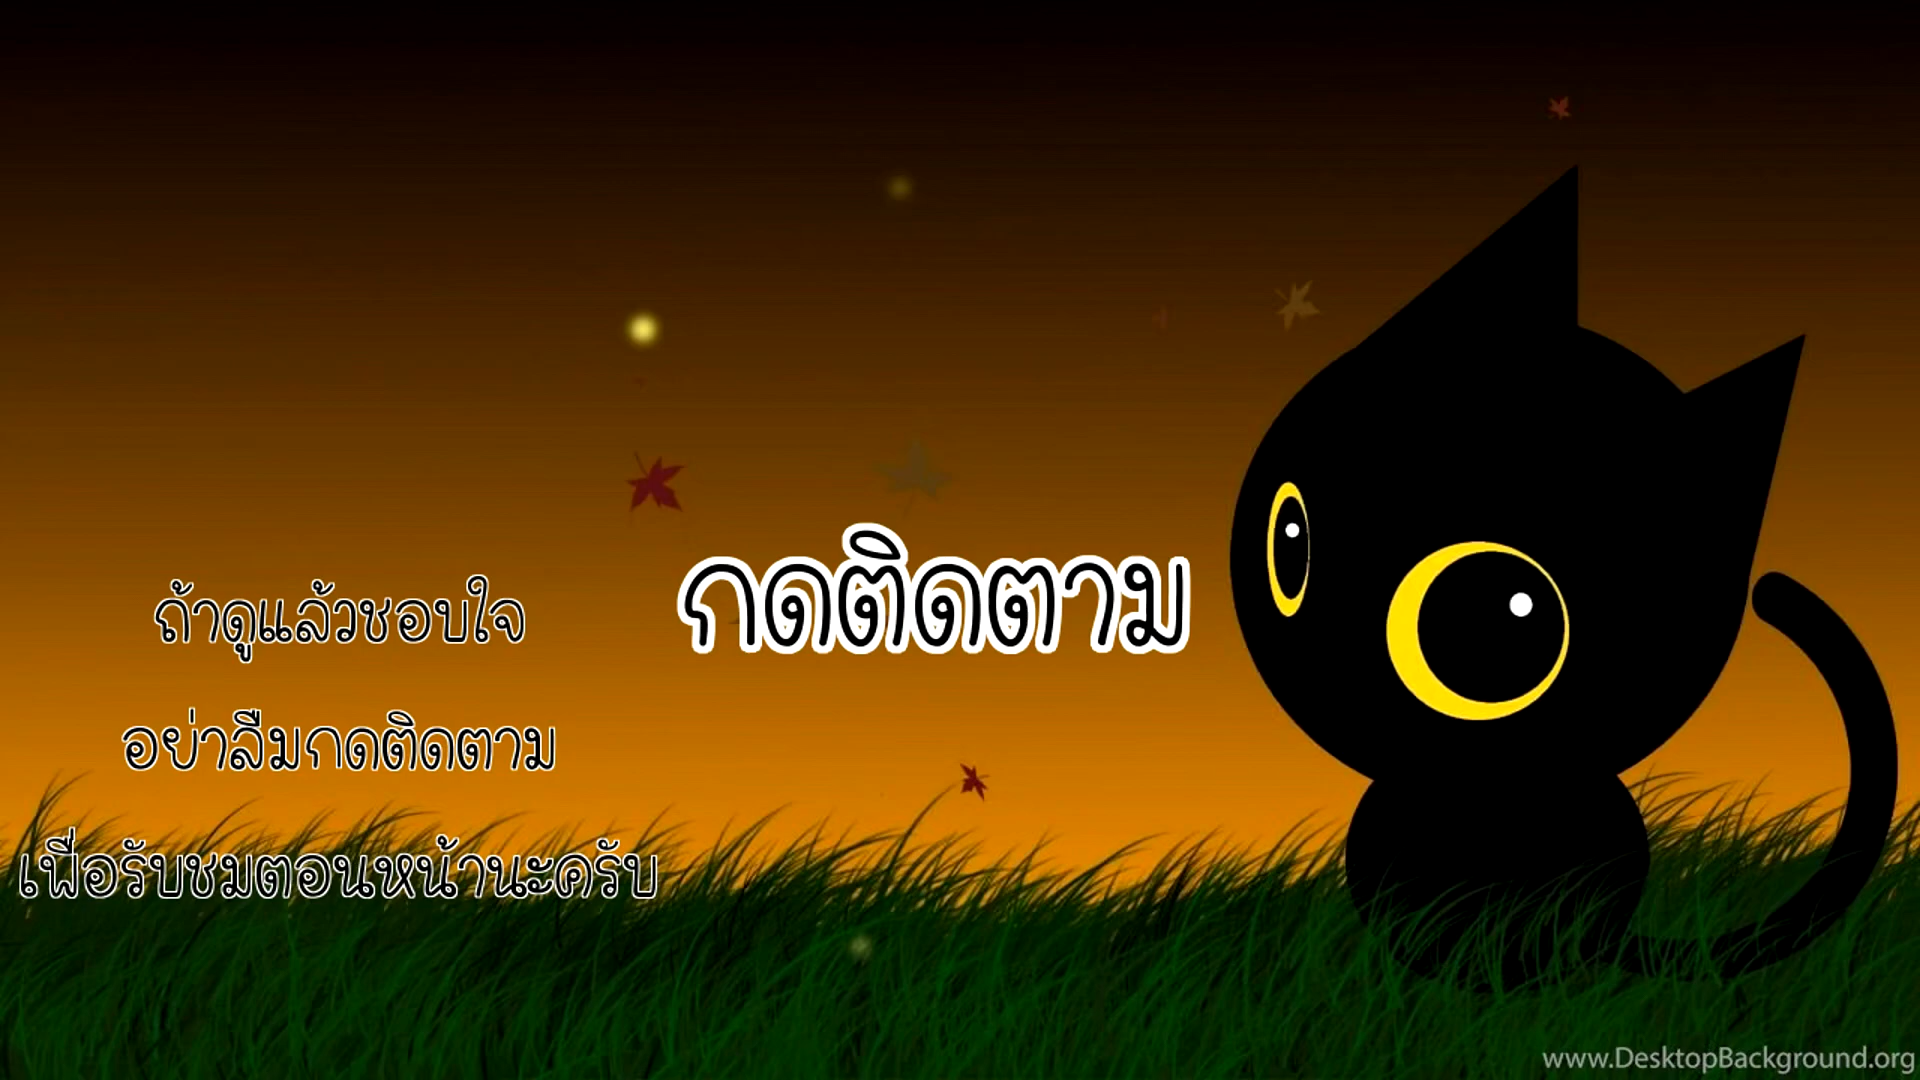 กดติดตาม
ถ้าดูแล้วชอบใจ
อย่าลืมกดติดตาม
เพื่อรับชมตอนหน้านะครับ
www.DesktopBackground.org